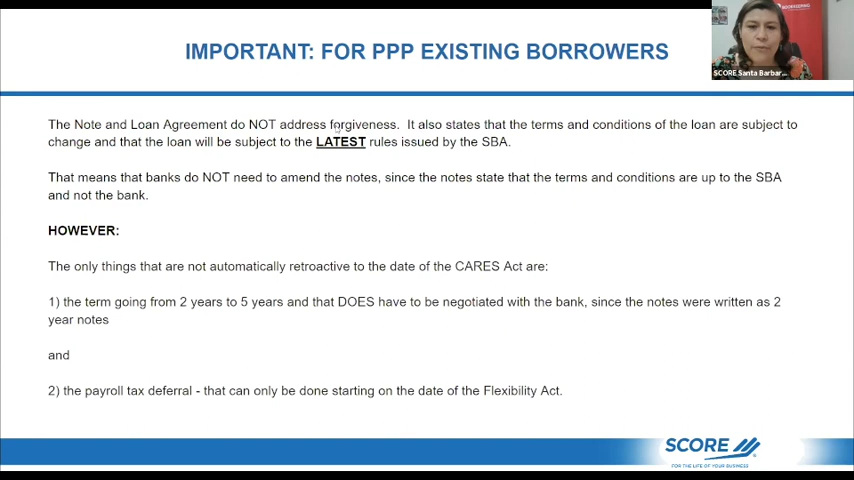 IMPORTANT: FOR PPP EXISTING BORROWERS
SCORE Santa Barbar...
The Note and Loan Agreement do NOT address forgiveness. It also states that the terms and conditions of the loan are subject to
change and that the loan will be subject to the LATEST rules issued by the SBA.
That means that banks do NOT need to amend the notes, since the notes state that the terms and conditions are up to the SBA
and not the bank.
HOWEVER:
The only things that are not automatically retroactive to the date of the CARES Act are:
1) the term going from 2 years to 5 years and that DOES have to be negotiated with the bank, since the notes were written as 2
year notes
and
2) the payroll tax deferral - that can only be done starting on the date of the Flexibility Act.
SCORE
FOR THE LIFE OF YOUR BUSINESS